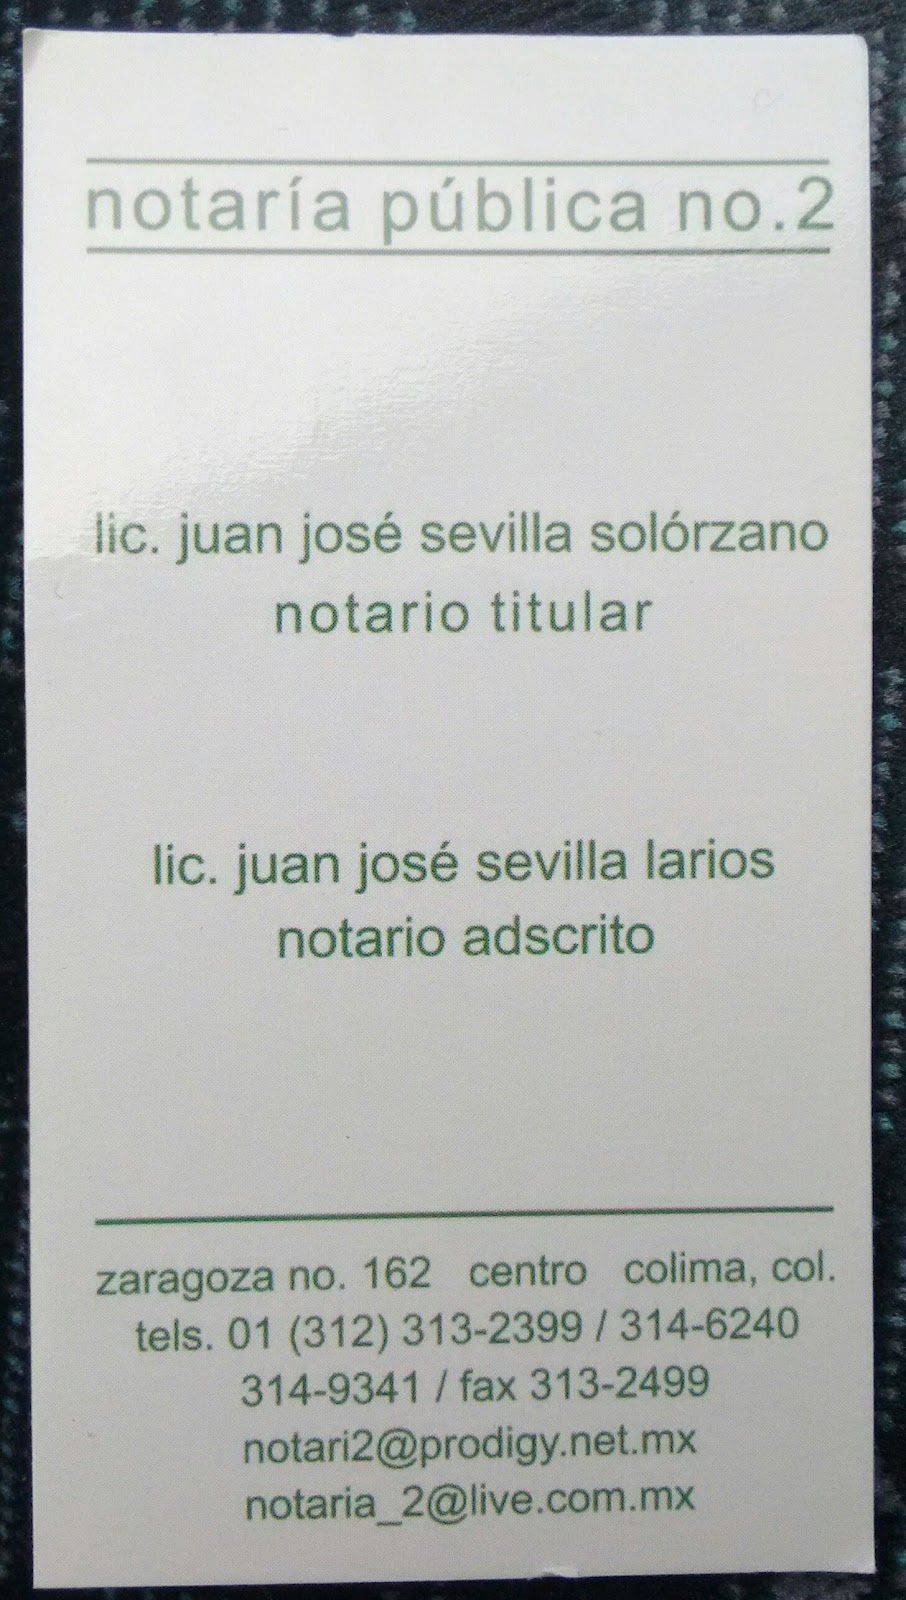 notaría pública no.2
lic. juan josé sevilla solórzano
notario titular
lic. juan josé sevilla larios
notario adscrito
zaragoza no. 162 centro colima, col.
tels. 01 (312) 313-2399 / 314-6240
314-9341 / fax 313-2499
notari2@prodigy.net.mx
notaria_2@live.com.mx